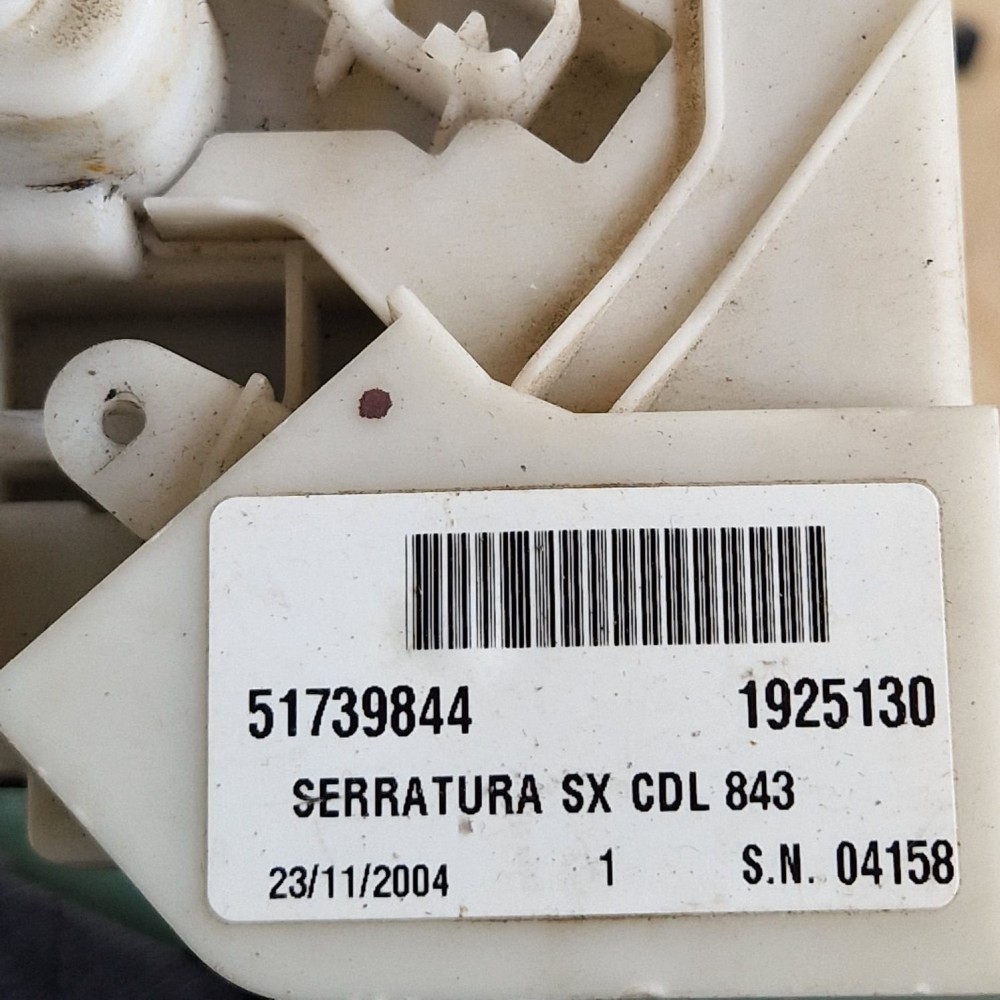 51739844 1925130
SERRATURA SX CDL 843
23/11/2004 1 S.N. 04158